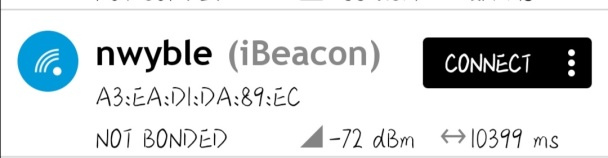 nwyble (iBeacon)
CONNECT
A3:EA:D1:DA:89:EC
NOT BONDED -72 dBm 10399 ms